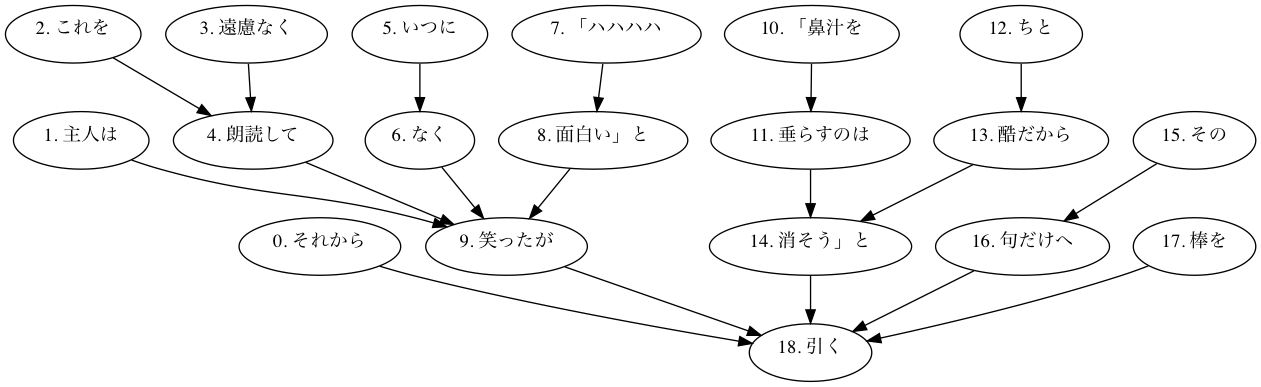 2. これを 3. 遠慮なく 5. いつに 7. 「ハハハハ 10. 「鼻汁を 12. ちと
1. 主人は 4. 朗読して 6. なく 8. 面白い」と 11. 垂らすのは 13. 酷だから 15. その
0. それから 9. 笑ったが 14. 消そう」と 16. 句だけへ 17. 棒を
18. 引く